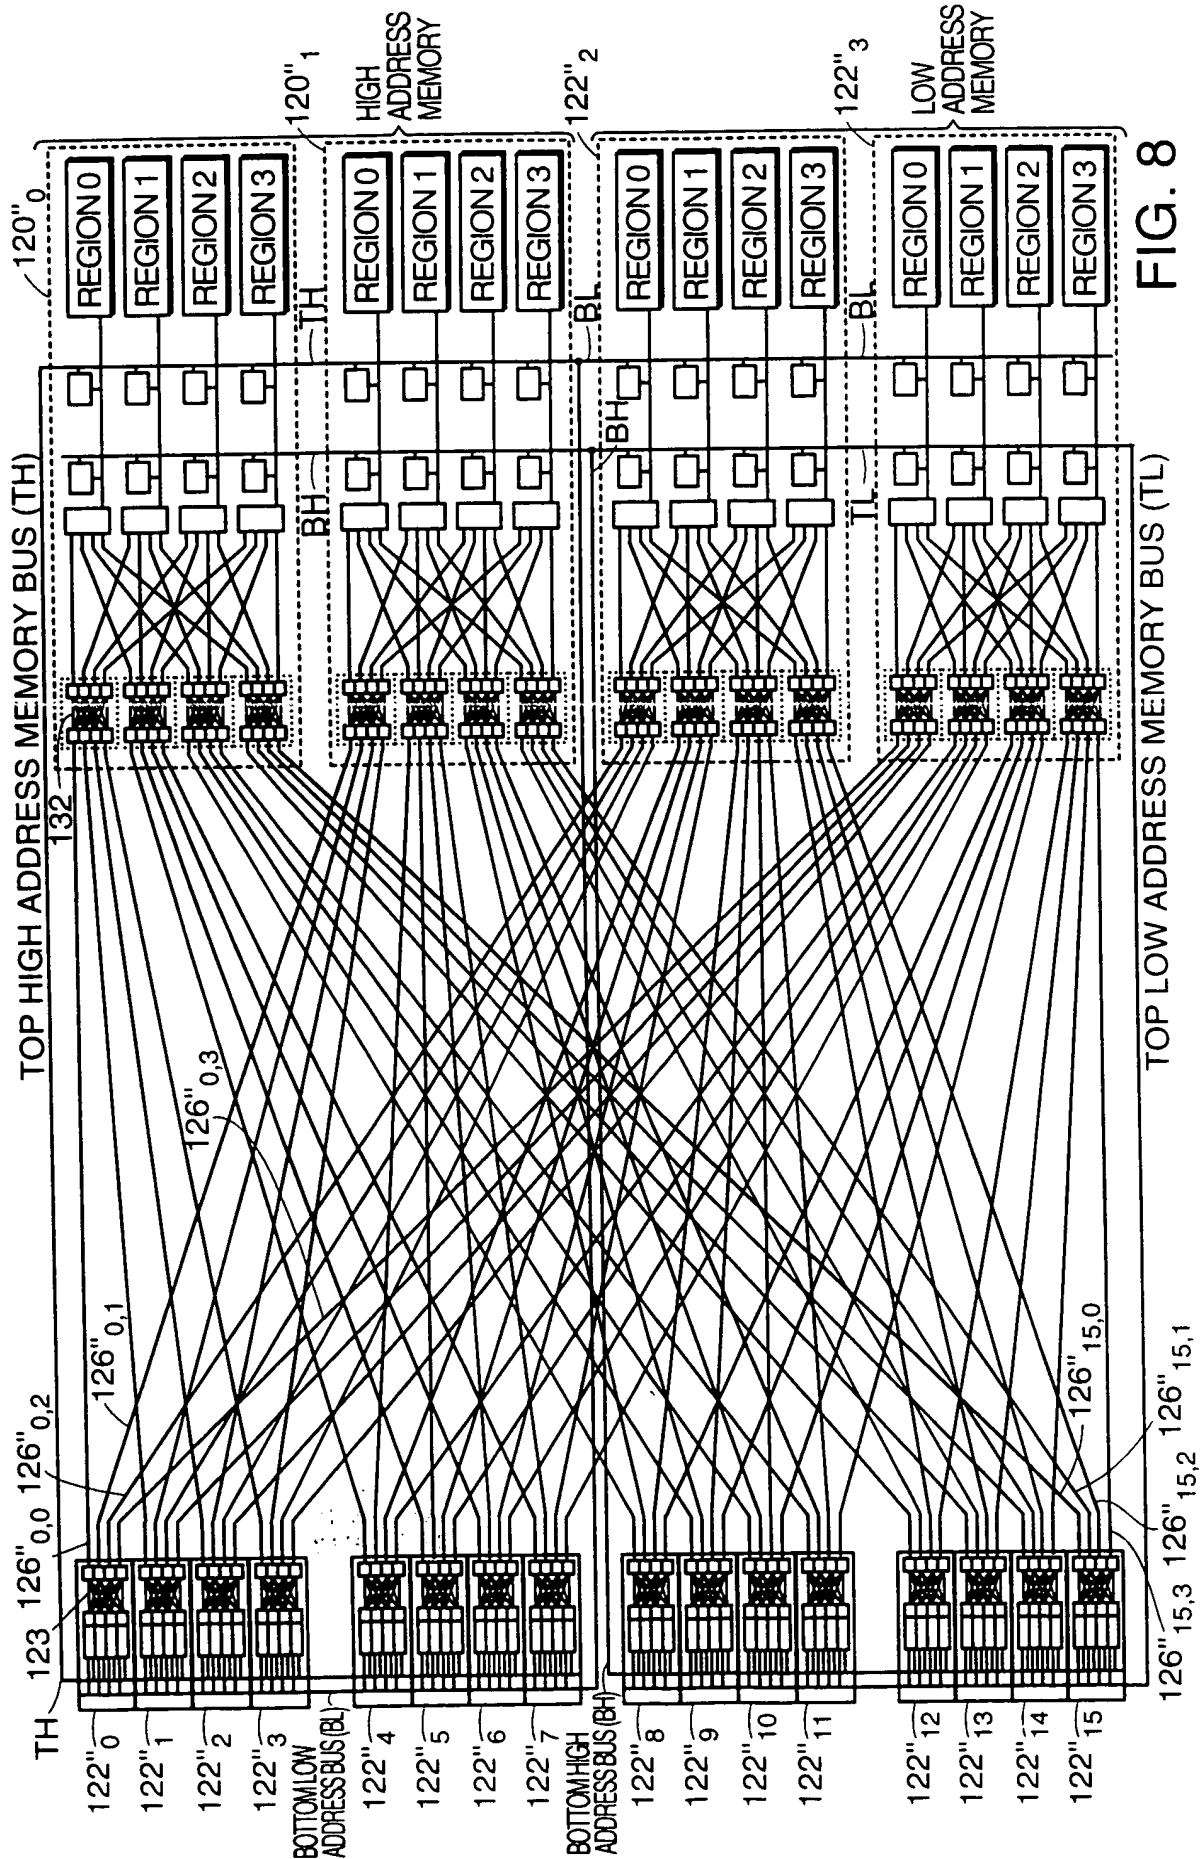 120"0
120"1
HIGH
ADDRESS
MEMORY
122"2
122"3
LOW
ADDRESS
MEMORY
REGION 0
REGION 1
REGION 2
REGION 3
REGION 0
REGION 1
REGION 2
REGION 3
REGION 0
REGION 1
REGION 2
REGION 3
REGION 0
REGION 1
REGION 2
REGION 3
FIG. 8
TH
BL
BL
BH
BH
TL
TOP HIGH ADDRESS MEMORY BUS (TH)
TOP LOW ADDRESS MEMORY BUS (TL)
132
126"0,3
126"0,1
126"0,2
126"0,0
123
TH
126"15,0
126"15,1
126"15,2
126"15,3
122"0
122"1
122"2
122"3
BOTTOM LOW
ADDRESS BUS (BL)
122"4
122"5
122"6
122"7
BOTTOM HIGH
ADDRESS BUS (BH)
122"8
122"9
122"10
122"11
122"12
122"13
122"14
122"15